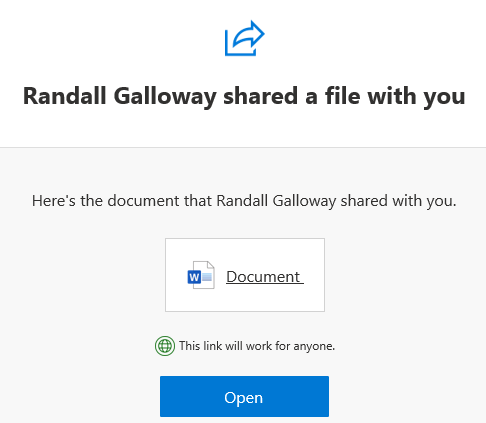 Randall Galloway shared a file with you
Here's the document that Randall Galloway shared with you.
W Document
This link will work for anyone.
Open